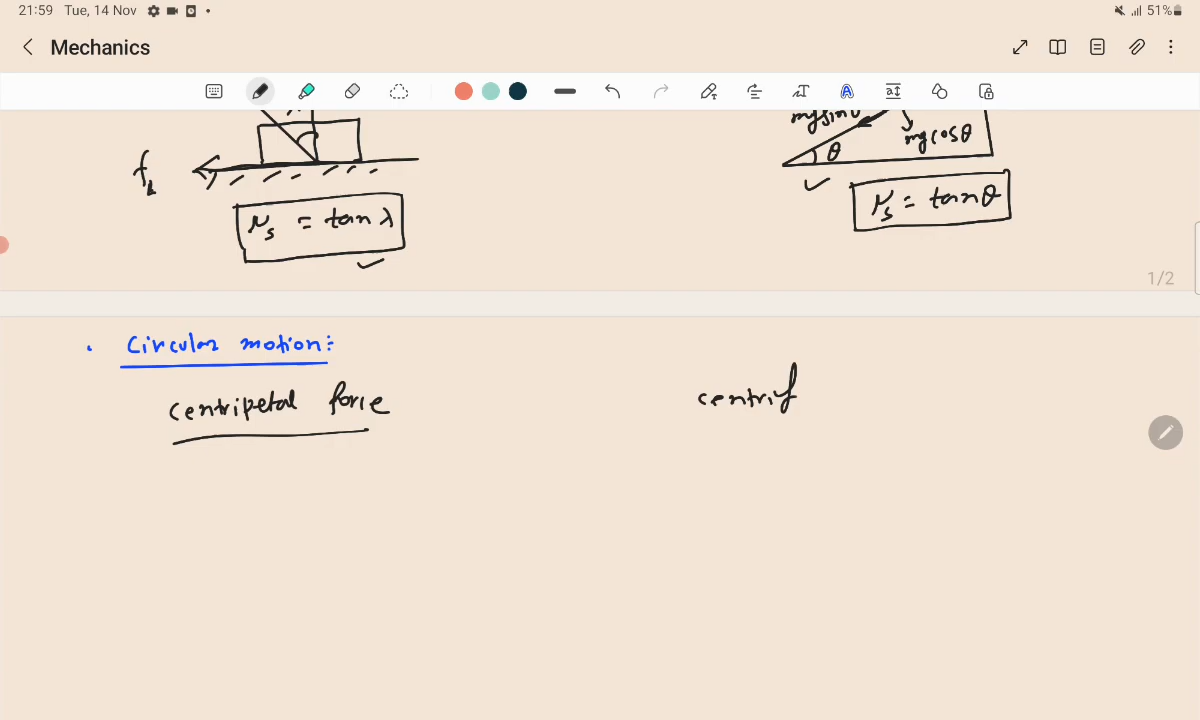 21:59 Tue, 14 Nov 51%
Mechanics
mg sinθ
mg cosθ
θ
f
μs = tan λ
μs = tanθ
1/2
. Circular motion:
centripetal force
centrif